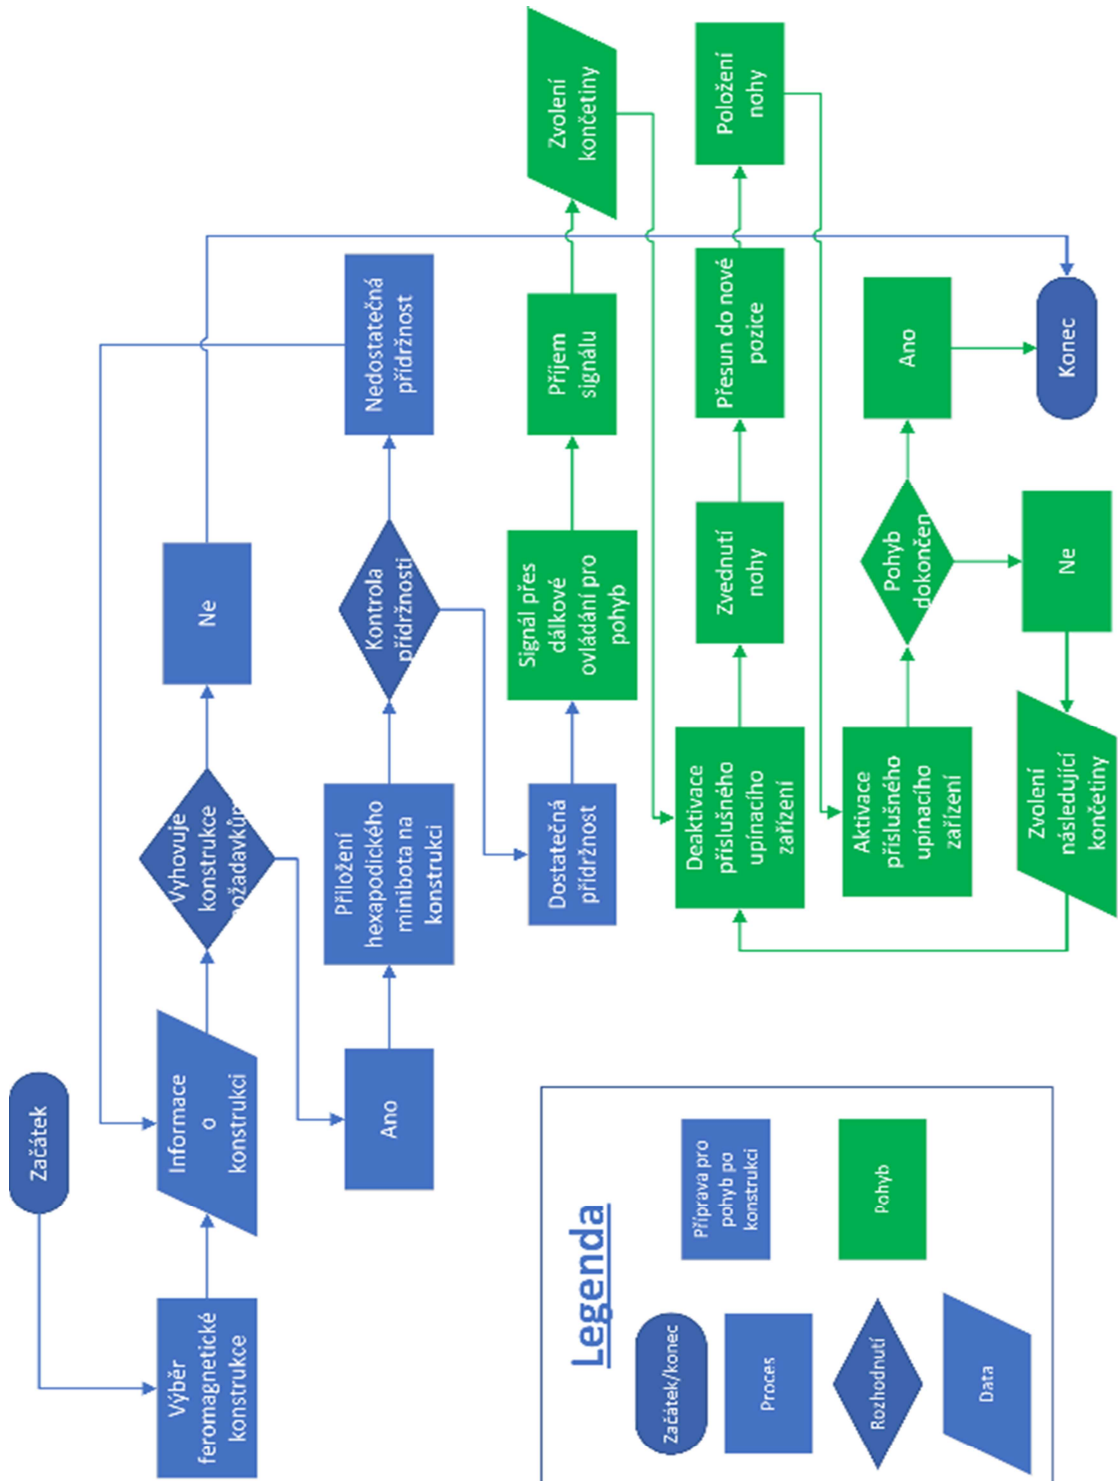 Začátek
Výběr
feromagnetické
konstrukce
Informace
o
konstrukci
Vyhovuje
konstrukce
požadavkům
Ne
Ano
Přiložení
hexapodického
minibota na
konstrukci
Kontrola
přídržnosti
Nedostatečná
přídržnost
Dostatečná
přídržnost
Signál přes
dálkové
ovládání pro
pohyb
Příjem
signálu
Zvolení
končetiny
Deaktivace
příslušného
upínacího
zařízení
Zvednutí
nohy
Přesun do nové
pozice
Položení
nohy
Aktivace
příslušného
upínacího
zařízení
Pohyb
dokončen
Ano
Ne
Zvolení
následující
končetiny
Konec
Legenda
Začátek/konec
Proces
Rozhodnutí
Data
Příprava pro
pohyb po
konstrukci
Pohyb